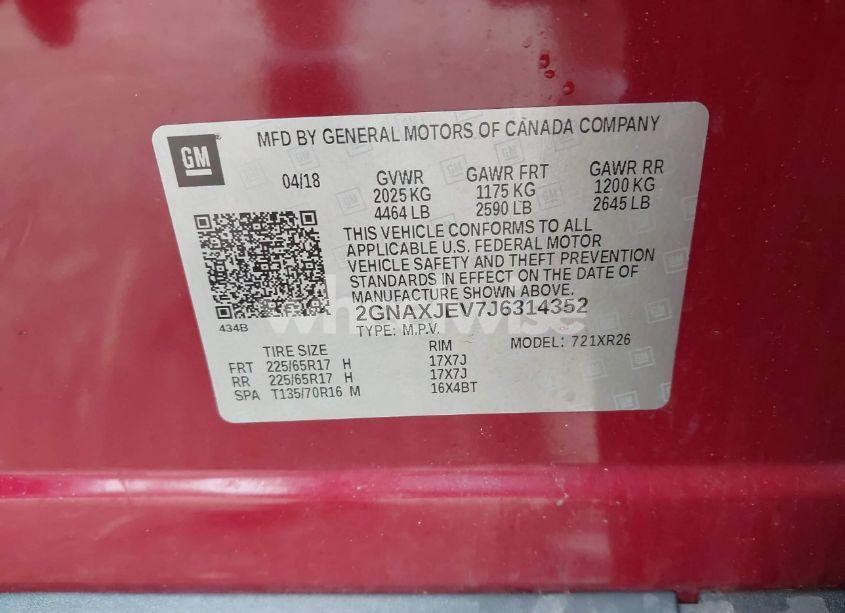 GM
MFD BY GENERAL MOTORS OF CANADA COMPANY
04/18 GVWR GAWR FRT GAWR RR
2025 KG 1175 KG 1200 KG
4464 LB 2590 LB 2645 LB
THIS VEHICLE CONFORMS TO ALL
APPLICABLE U.S. FEDERAL MOTOR
VEHICLE SAFETY AND THEFT PREVENTION
STANDARDS IN EFFECT ON THE DATE OF
MANUFACTURE SHOWN ABOVE.
434B
2GNAXJEV7J6314352
TYPE: M.P.V. MODEL: 721XR26
TIRE SIZE RIM
FRT 225/65R17 H 17X7J
RR 225/65R17 H 17X7J
SPA T135/70R16 M 16X4BT